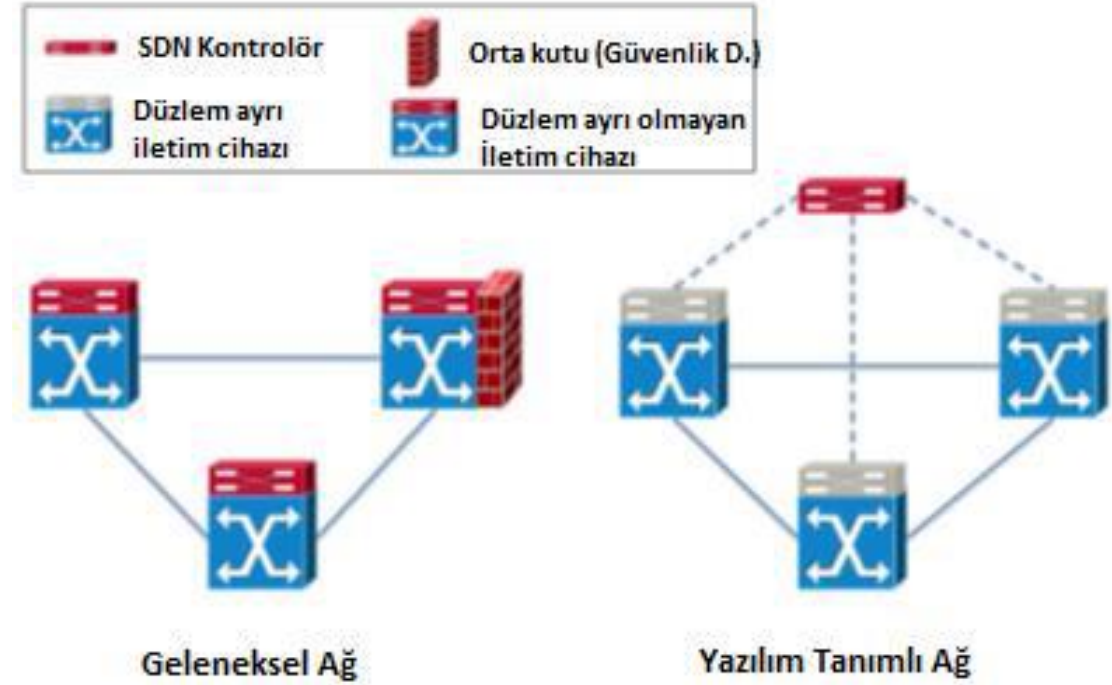 SDN Kontrolör
Orta kutu (Güvenlik D.)
Düzlem ayrı
iletim cihazı
Düzlem ayrı olmayan
İletim cihazı
Geleneksel Ağ
Yazılım Tanımlı Ağ